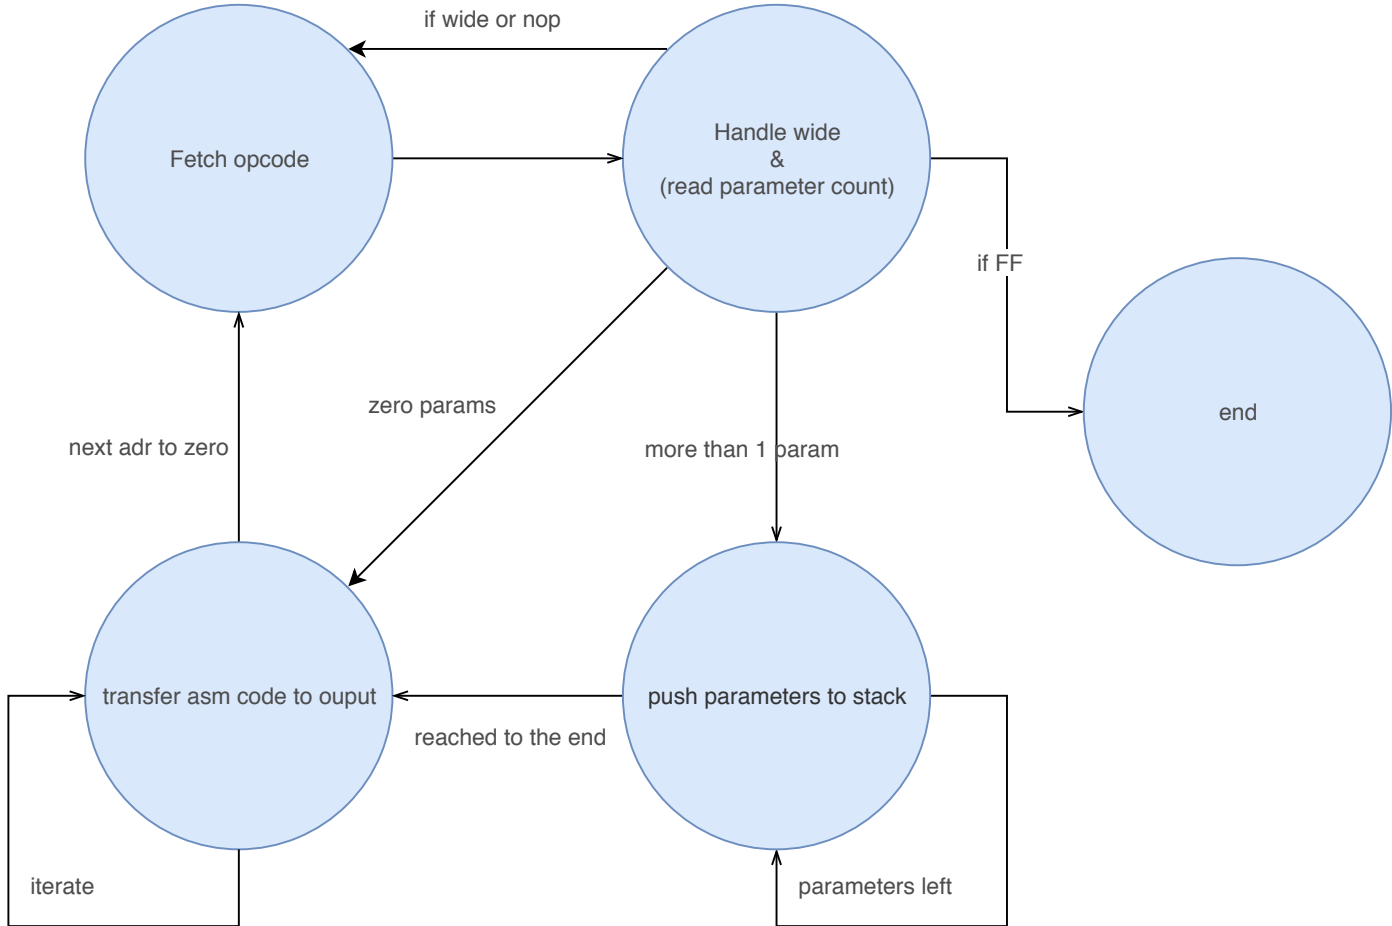 if wide or nop
Fetch opcode
Handle wide
&
(read parameter count)
if FF
end
zero params
next adr to zero
more than 1 param
transfer asm code to ouput
push parameters to stack
reached to the end
iterate
parameters left